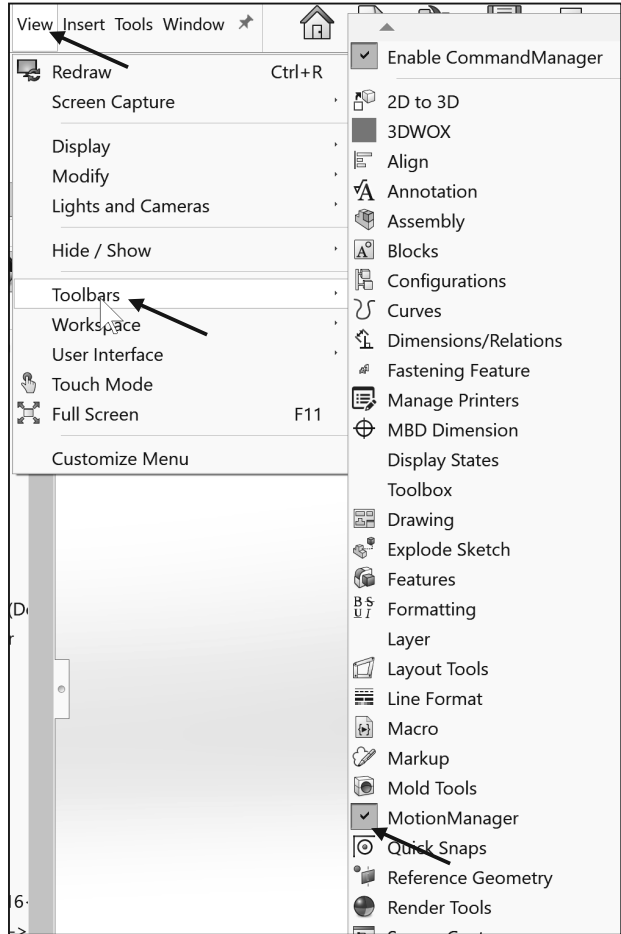 View Insert Tools Window
Redraw Ctrl+R
Screen Capture
Display
Modify
Lights and Cameras
Hide / Show
Toolbars
Workspace
User Interface
Touch Mode
Full Screen F11
Customize Menu
Enable CommandManager
2D to 3D
3DWOX
Align
Annotation
Assembly
Blocks
Configurations
Curves
Dimensions/Relations
Fastening Feature
Manage Printers
MBD Dimension
Display States
Toolbox
Drawing
Explode Sketch
Features
Formatting
Layer
Layout Tools
Line Format
Macro
Markup
Mold Tools
MotionManager
Quick Snaps
Reference Geometry
Render Tools